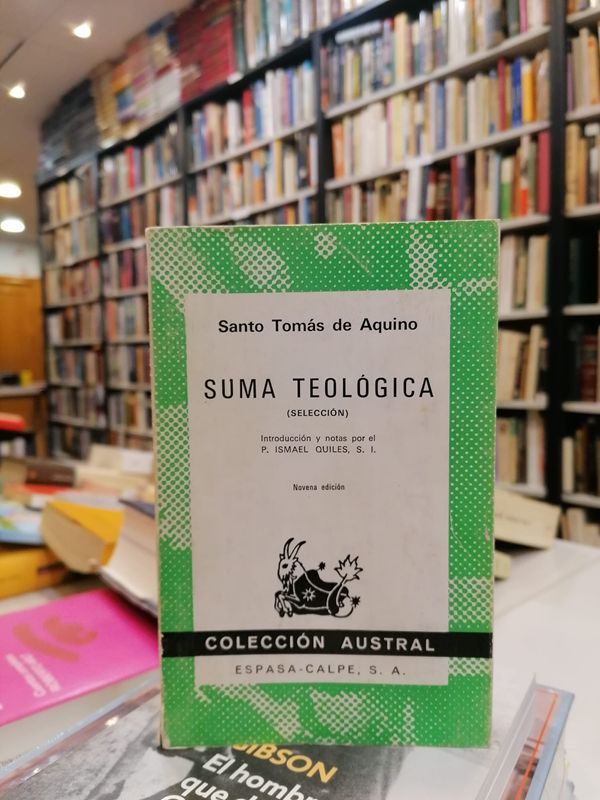 Santo Tomás de Aquino
SUMA TEOLÓGICA
(SELECCIÓN)
Introducción y notas por el
P. ISMAEL QUILES, S. I.
Novena edición
COLECCIÓN AUSTRAL
ESPASA-CALPE, S. A.
GIBSON
El hombre
que